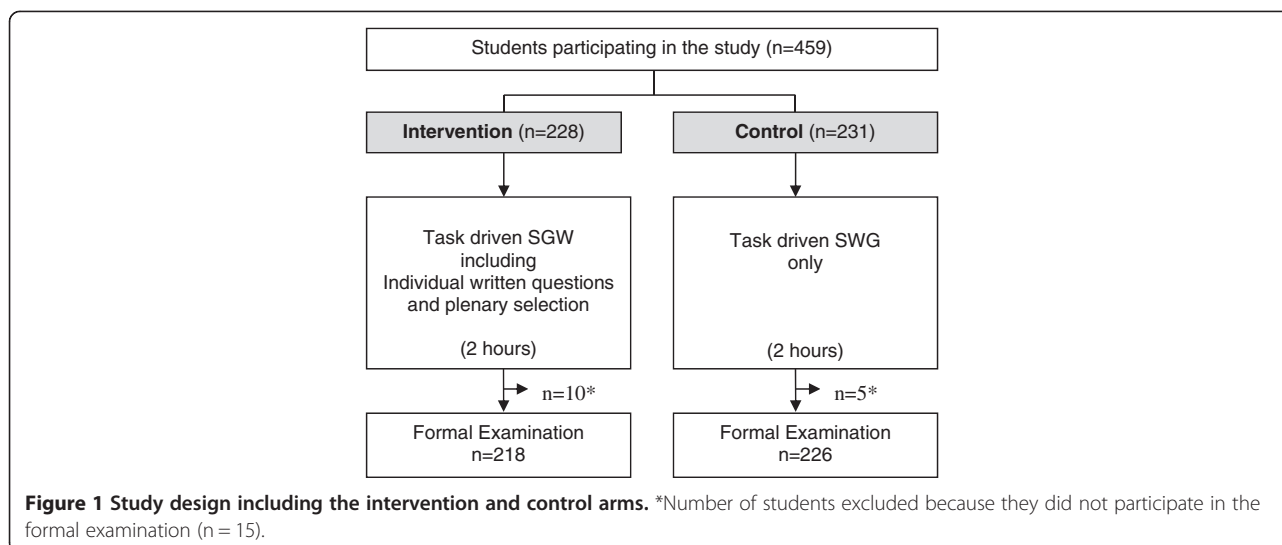 Students participating in the study (n=459)
Intervention (n=228)
Control (n=231)
Task driven SGW
including
Individual written questions
and plenary selection
(2 hours)
Task driven SWG
only
(2 hours)
n=10*
n=5*
Formal Examination
n=218
Formal Examination
n=226
Figure 1 Study design including the intervention and control arms. *Number of students excluded because they did not participate in the
formal examination (n = 15).